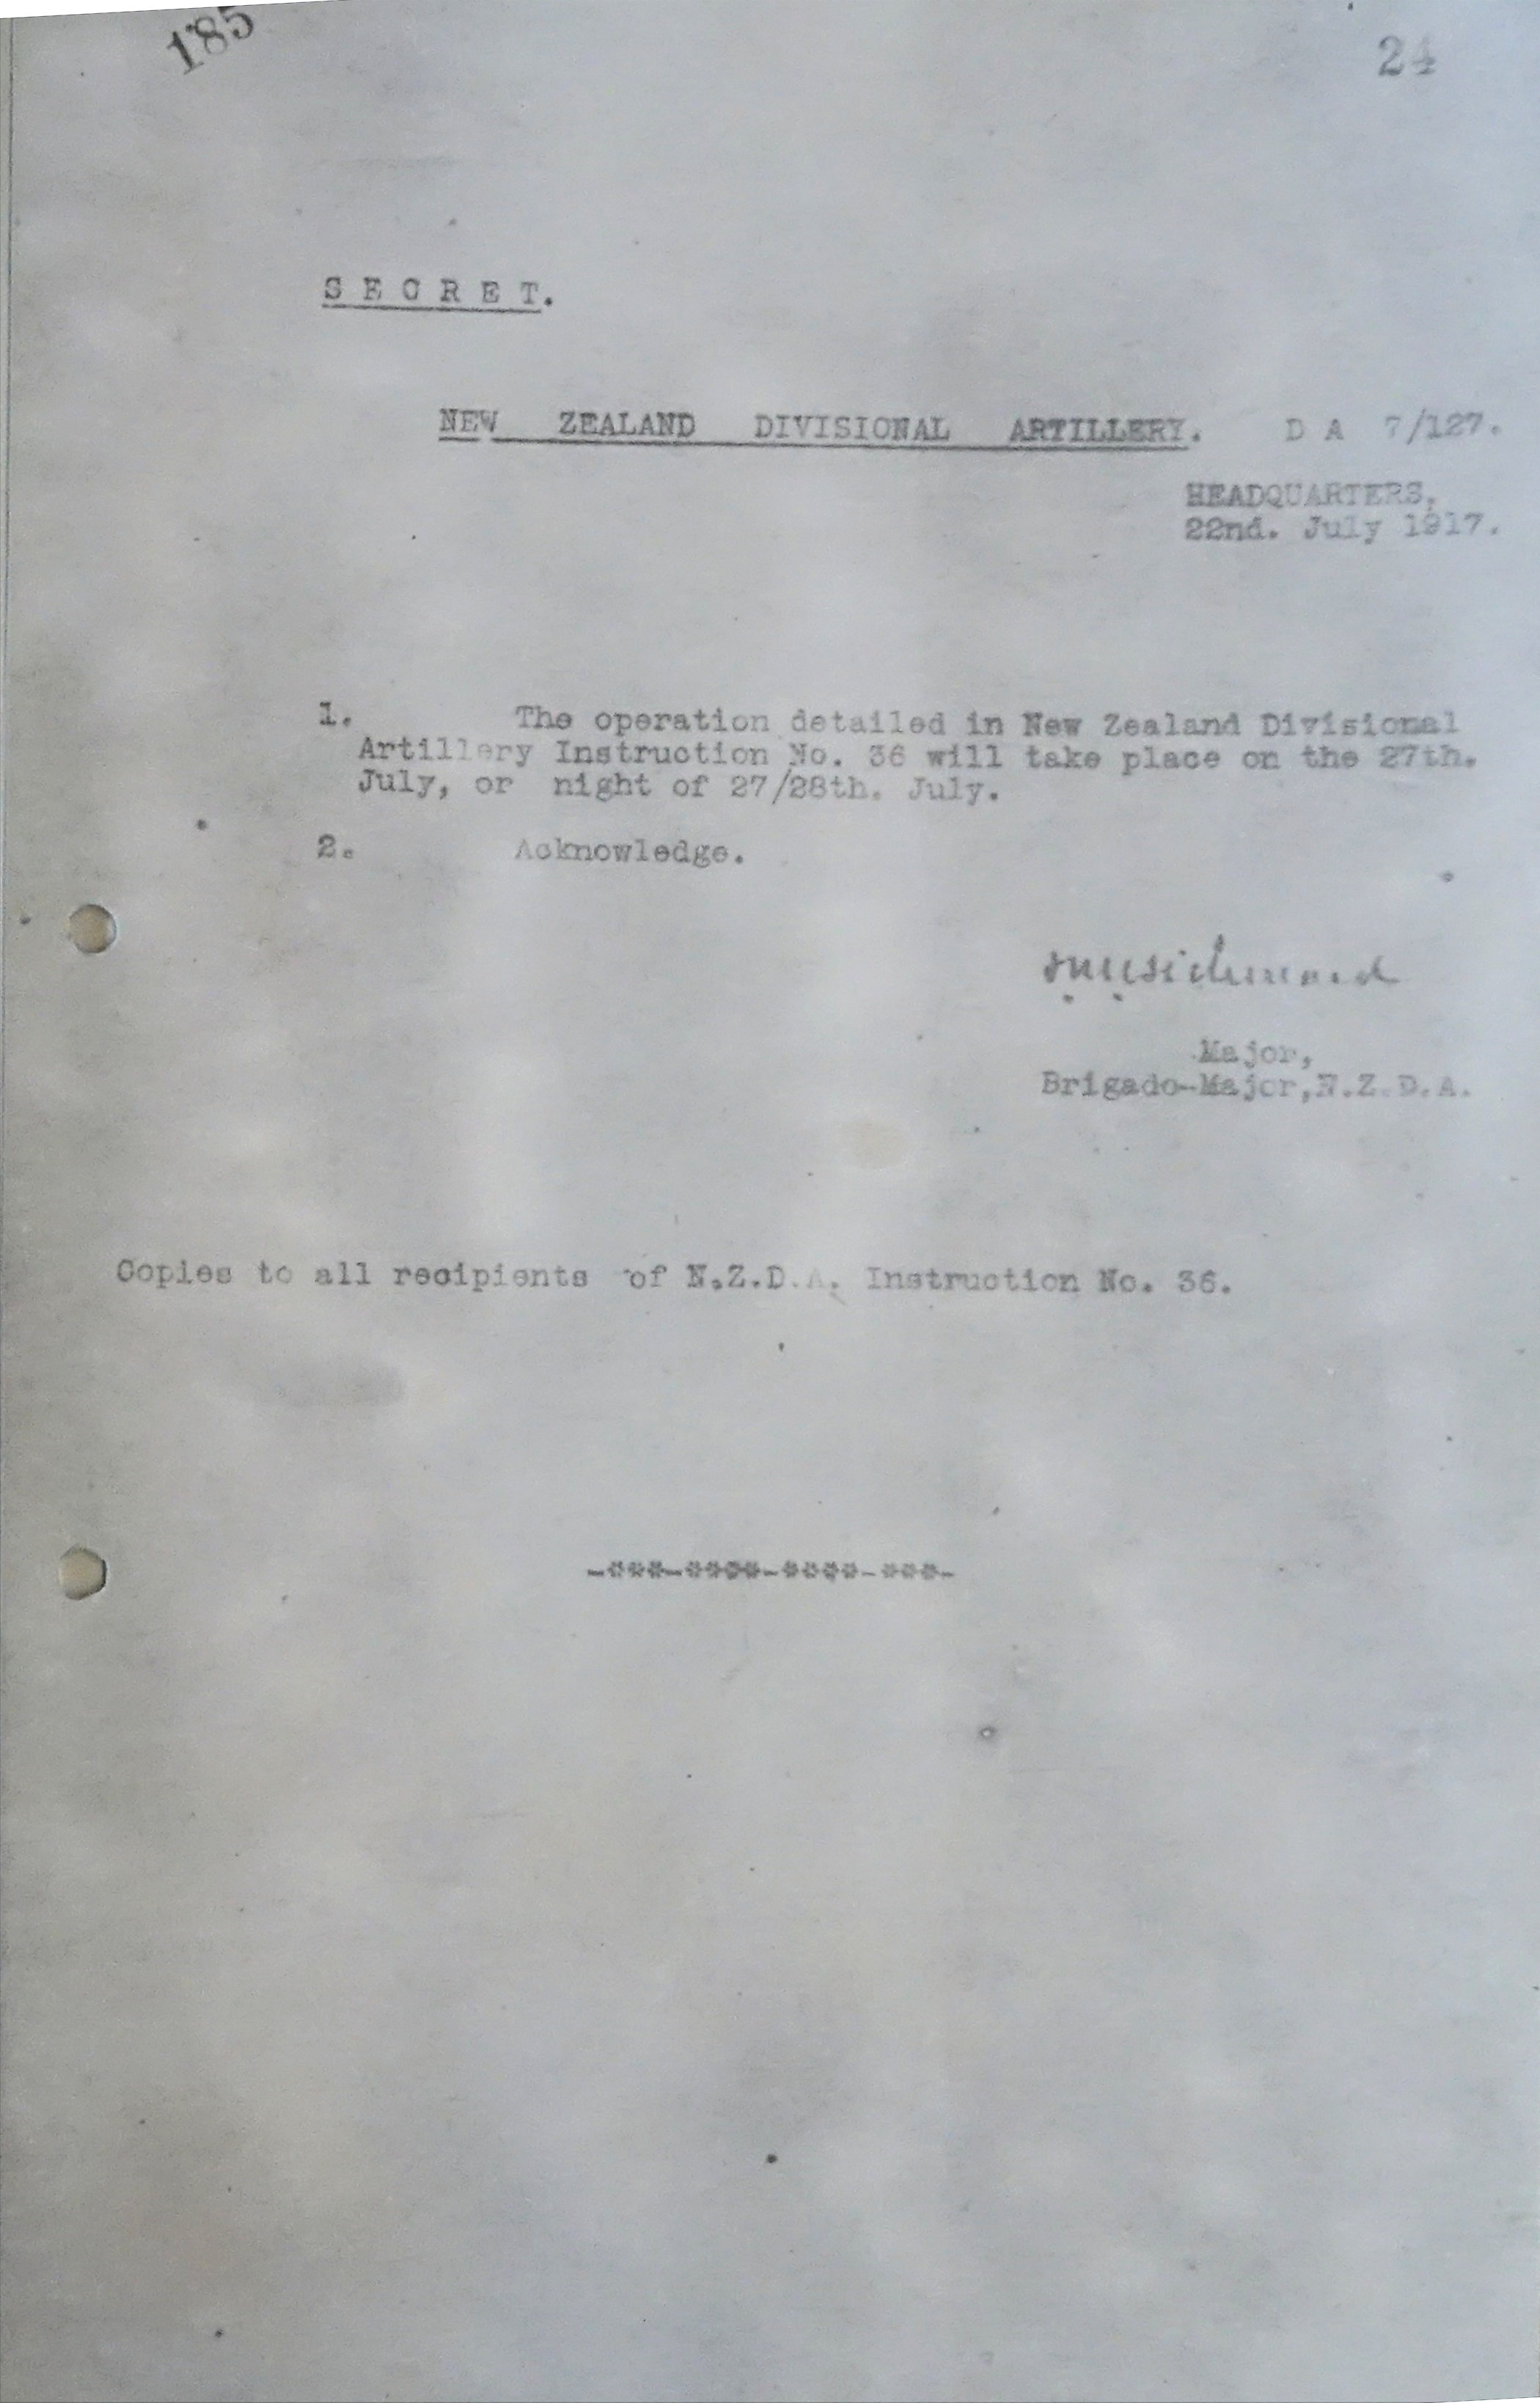 185
24
SECRET.
NEW ZEALAND DIVISIONAL ARTILLERY. D A 7/127.
HEADQUARTERS,
22nd. July 1917.
1. The operation detailed in New Zealand Divisional
Artillery Instruction No. 36 will take place on the 27th.
July, or night of 27/28th. July.
2. Acknowledge.
Major,
Brigade-Major,N.Z.D.A.
Copies to all recipients of N.Z.D.A. Instruction No. 36.
-***-****-****-***-